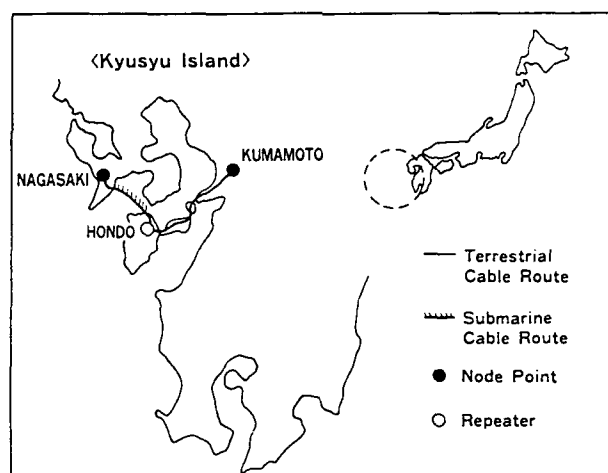 <Kyusyu Island>
KUMAMOTO
NAGASAKI
HONDO
Terrestrial
Cable Route
Submarine
Cable Route
Node Point
Repeater